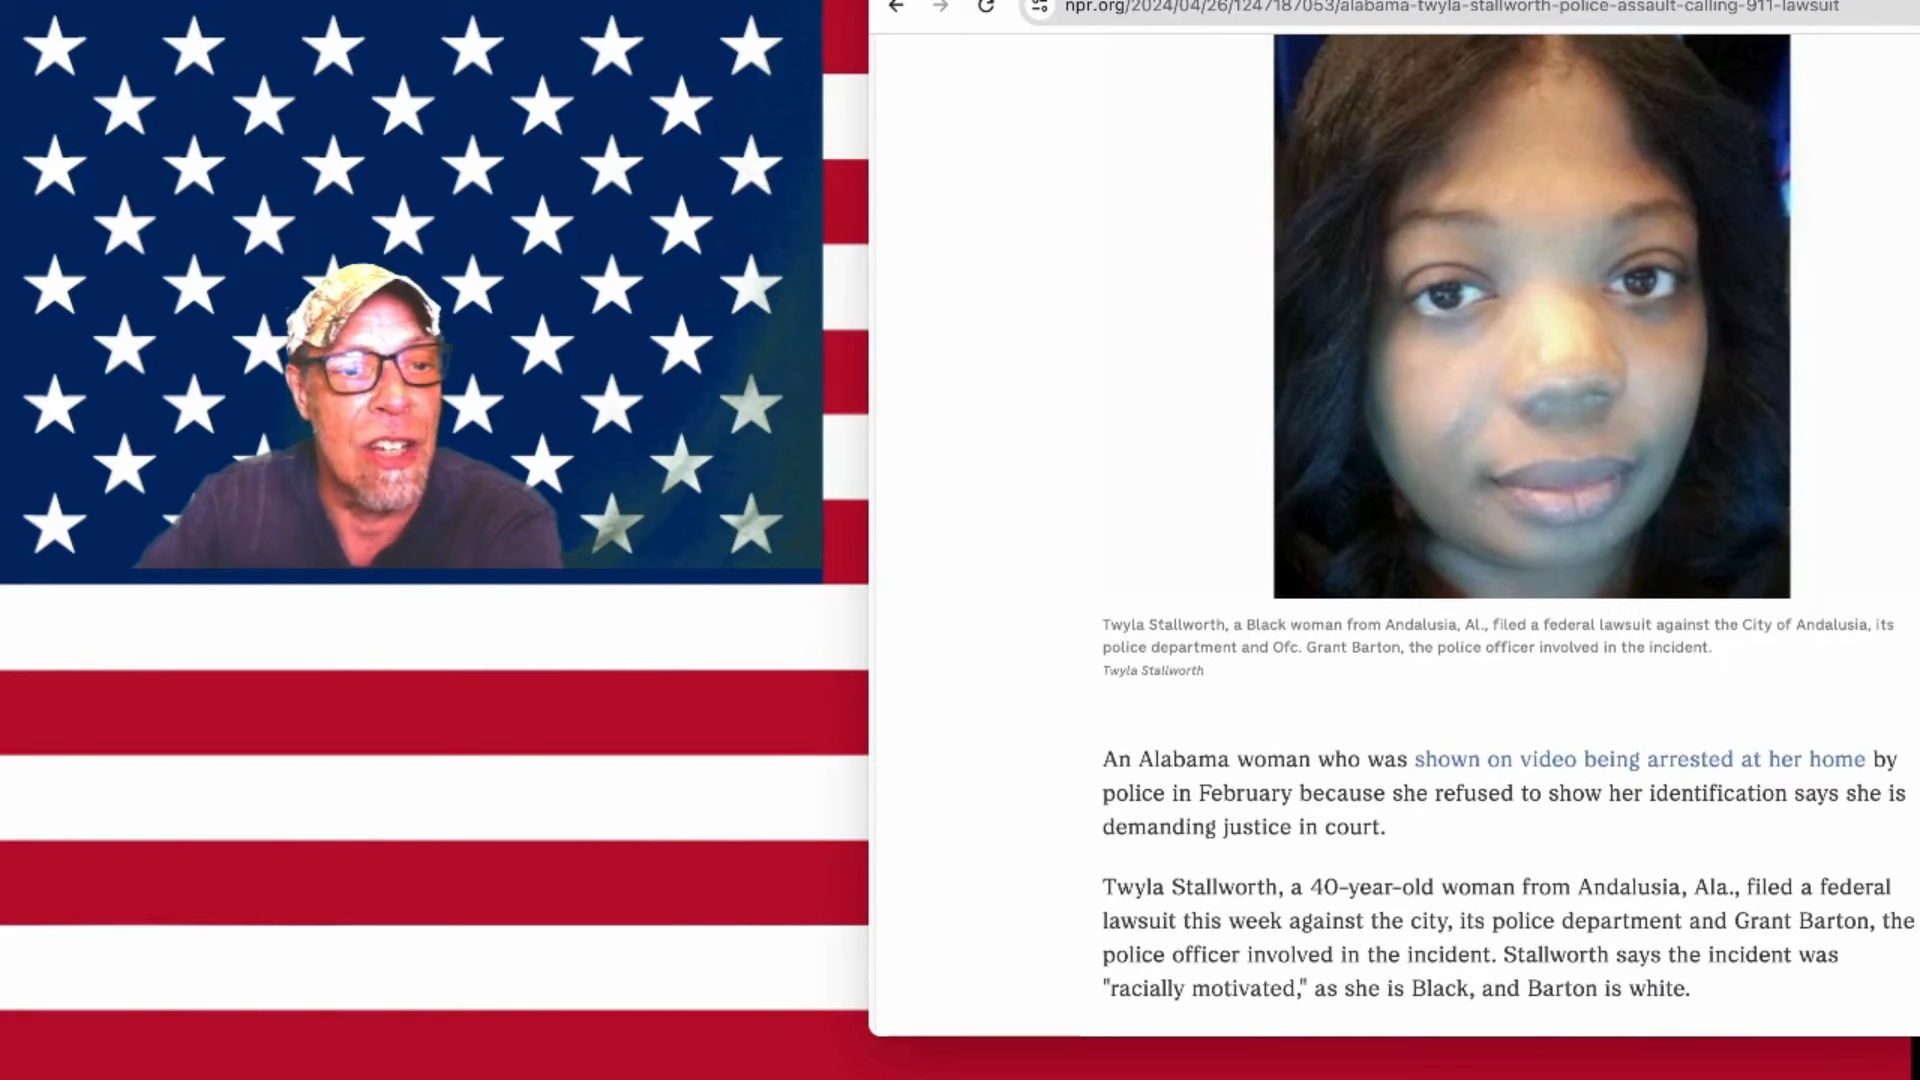 npr.org/2024/04/26/1247187053/alabama-twyla-stallworth-police-assault-calling-911-lawsuit
Twyla Stallworth, a Black woman from Andalusia, Al., filed a federal lawsuit against the City of Andalusia, its
police department and Ofc. Grant Barton, the police officer involved in the incident.
Twyla Stallworth
An Alabama woman who was shown on video being arrested at her home by
police in February because she refused to show her identification says she is
demanding justice in court.
Twyla Stallworth, a 40-year-old woman from Andalusia, Ala., filed a federal
lawsuit this week against the city, its police department and Grant Barton, the
police officer involved in the incident. Stallworth says the incident was
"racially motivated," as she is Black, and Barton is white.